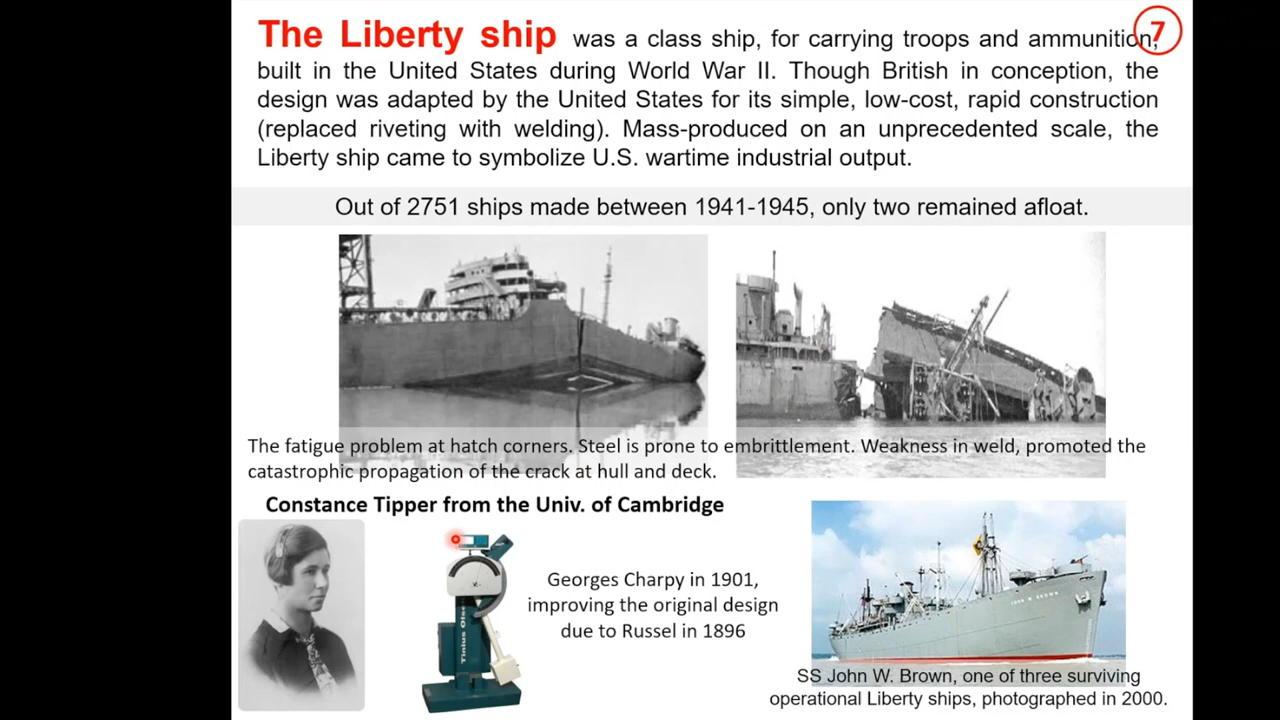 The Liberty ship was a class ship, for carrying troops and ammunition,
7
built in the United States during World War II. Though British in conception, the
design was adapted by the United States for its simple, low-cost, rapid construction
(replaced riveting with welding). Mass-produced on an unprecedented scale, the
Liberty ship came to symbolize U.S. wartime industrial output.
Out of 2751 ships made between 1941-1945, only two remained afloat.
The fatigue problem at hatch corners. Steel is prone to embrittlement. Weakness in weld, promoted the
catastrophic propagation of the crack at hull and deck.
Constance Tipper from the Univ. of Cambridge
Tinius Olsen
Georges Charpy in 1901,
improving the original design
due to Russel in 1896
JOHN W BROWN
SS John W. Brown, one of three surviving
operational Liberty ships, photographed in 2000.